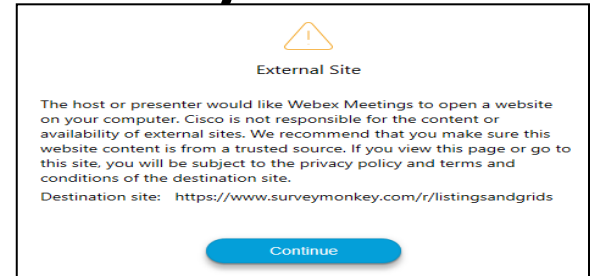 External Site
The host or presenter would like Webex Meetings to open a website
on your computer. Cisco is not responsible for the content or
availability of external sites. We recommend that you make sure this
website content is from a trusted source. If you view this page or go to
this site, you will be subject to the privacy policy and terms and
conditions of the destination site.
Destination site: https://www.surveymonkey.com/r/listingsandgrids
Continue